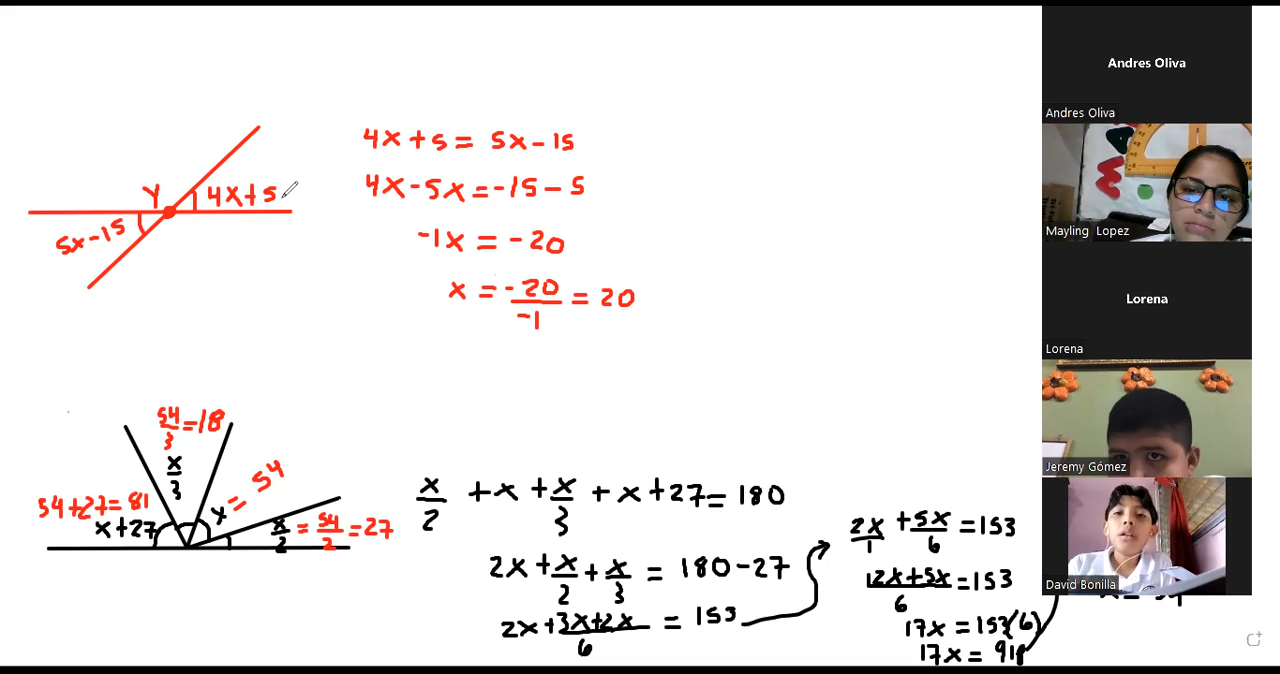 4x+5 = 5x-15
4x-5x = -15-5
-1x = -20
x = -20/-1 = 20
y
4x+5
5x-15
54/3 = 18
x/3
54+27=81
x+27
x = 54
x/2 = 54/2 = 27
x/2 + x + x/3 + x+27 = 180
2x + x/2 + x/3 = 180-27
2x + 3x+2x/6 = 153
2x/1 + 5x/6 = 153
12x+5x/6 = 153
17x = 153(6)
17x = 918
Andres Oliva
Andres Oliva
Mayling Lopez
Lorena
Lorena
Jeremy Gómez
David Bonilla